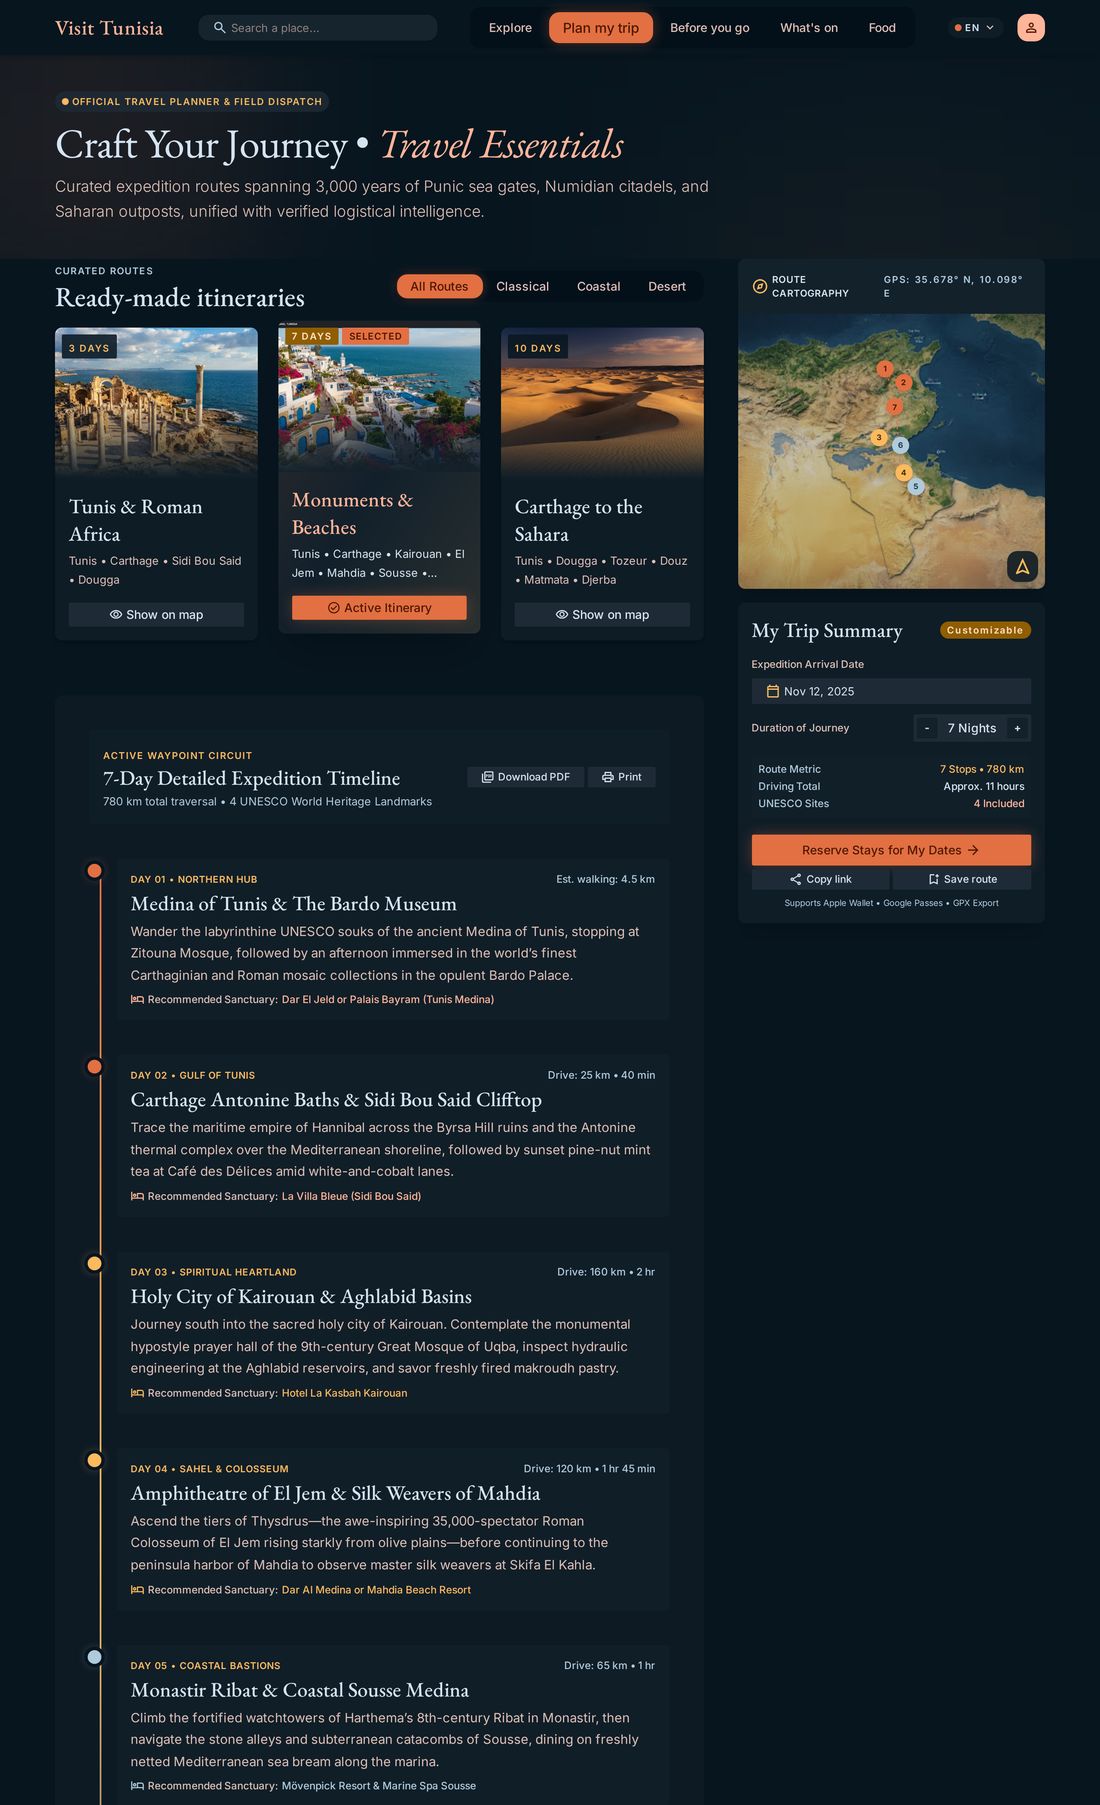 Visit Tunisia
Search a place...
Explore
Plan my trip
Before you go
What's on
Food
EN
OFFICIAL TRAVEL PLANNER & FIELD DISPATCH
Craft Your Journey • Travel Essentials
Curated expedition routes spanning 3,000 years of Punic sea gates, Numidian citadels, and
Saharan outposts, unified with verified logistical intelligence.
CURATED ROUTES
Ready-made itineraries
All Routes
Classical
Coastal
Desert
3 DAYS
Tunis & Roman
Africa
Tunis • Carthage • Sidi Bou Said
• Dougga
Show on map
7 DAYS
SELECTED
Monuments &
Beaches
Tunis • Carthage • Kairouan • El
Jem • Mahdia • Sousse •...
Active Itinerary
10 DAYS
Carthage to the
Sahara
Tunis • Dougga • Tozeur • Douz
• Matmata • Djerba
Show on map
ROUTE
CARTOGRAPHY
GPS: 35.678° N, 10.098°
E
1
2
7
3
6
4
5
My Trip Summary
Customizable
Expedition Arrival Date
Nov 12, 2025
Duration of Journey
- 7 Nights +
Route Metric
7 Stops • 780 km
Driving Total
Approx. 11 hours
UNESCO Sites
4 Included
Reserve Stays for My Dates →
Copy link
Save route
Supports Apple Wallet • Google Passes • GPX Export
ACTIVE WAYPOINT CIRCUIT
7-Day Detailed Expedition Timeline
780 km total traversal • 4 UNESCO World Heritage Landmarks
Download PDF
Print
DAY 01 • NORTHERN HUB
Est. walking: 4.5 km
Medina of Tunis & The Bardo Museum
Wander the labyrinthine UNESCO souks of the ancient Medina of Tunis, stopping at
Zitouna Mosque, followed by an afternoon immersed in the world’s finest
Carthaginian and Roman mosaic collections in the opulent Bardo Palace.
Recommended Sanctuary: Dar El Jeld or Palais Bayram (Tunis Medina)
DAY 02 • GULF OF TUNIS
Drive: 25 km • 40 min
Carthage Antonine Baths & Sidi Bou Said Clifftop
Trace the maritime empire of Hannibal across the Byrsa Hill ruins and the Antonine
thermal complex over the Mediterranean shoreline, followed by sunset pine-nut mint
tea at Café des Délices amid white-and-cobalt lanes.
Recommended Sanctuary: La Villa Bleue (Sidi Bou Said)
DAY 03 • SPIRITUAL HEARTLAND
Drive: 160 km • 2 hr
Holy City of Kairouan & Aghlabid Basins
Journey south into the sacred holy city of Kairouan. Contemplate the monumental
hypostyle prayer hall of the 9th-century Great Mosque of Uqba, inspect hydraulic
engineering at the Aghlabid reservoirs, and savor freshly fired makroudh pastry.
Recommended Sanctuary: Hotel La Kasbah Kairouan
DAY 04 • SAHEL & COLOSSEUM
Drive: 120 km • 1 hr 45 min
Amphitheatre of El Jem & Silk Weavers of Mahdia
Ascend the tiers of Thysdrus—the awe-inspiring 35,000-spectator Roman
Colosseum of El Jem rising starkly from olive plains—before continuing to the
peninsula harbor of Mahdia to observe master silk weavers at Skifa El Kahla.
Recommended Sanctuary: Dar Al Medina or Mahdia Beach Resort
DAY 05 • COASTAL BASTIONS
Drive: 65 km • 1 hr
Monastir Ribat & Coastal Sousse Medina
Climb the fortified watchtowers of Harthema’s 8th-century Ribat in Monastir, then
navigate the stone alleys and subterranean catacombs of Sousse, dining on freshly
netted Mediterranean sea bream along the marina.
Recommended Sanctuary: Mövenpick Resort & Marine Spa Sousse